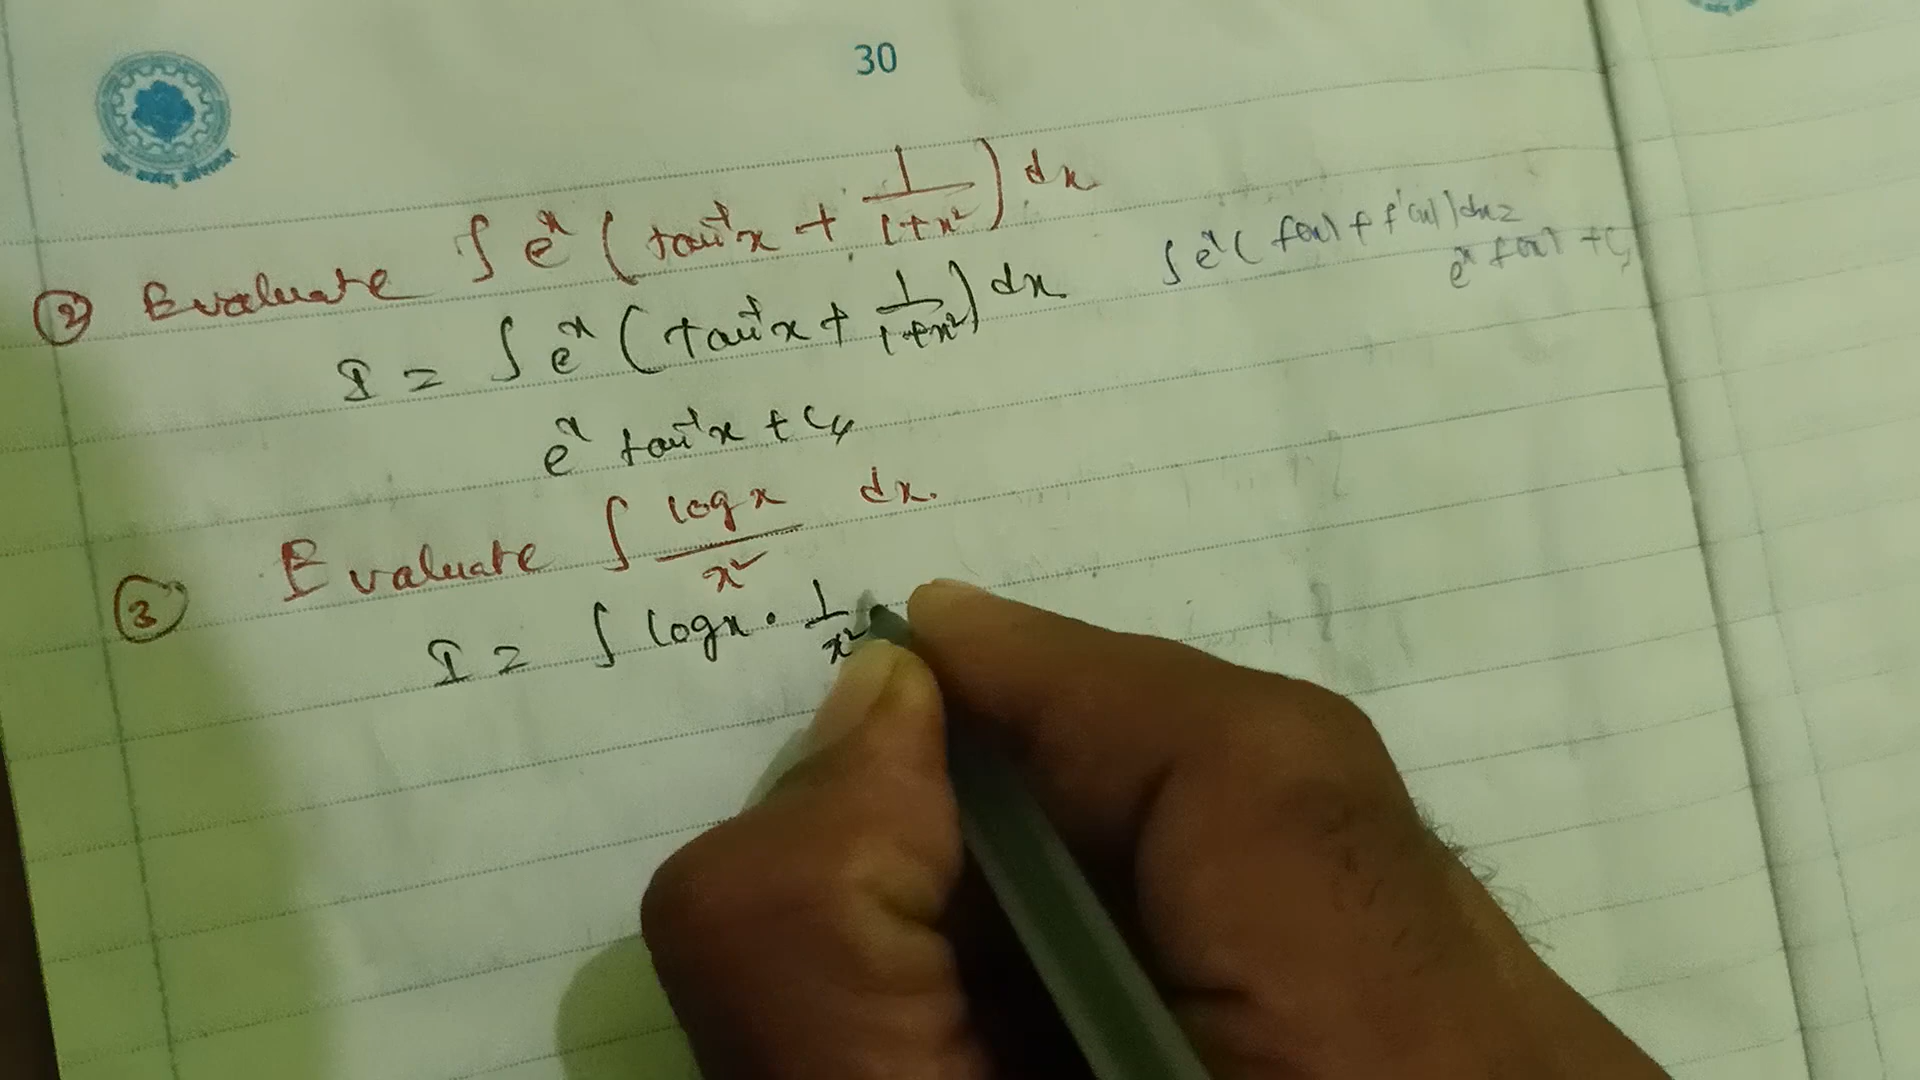 30
② Evaluate ∫ eˣ ( tan⁻¹x + 1/(1+x²) ) dx
∫ eˣ ( f(x) + f'(x) ) dx =
eˣ f(x) + C
I = ∫ eˣ ( tan⁻¹x + 1/(1+x²) ) dx
eˣ tan⁻¹x + C
③ Evaluate ∫ log x / x² dx.
I = ∫ log x · 1/x²